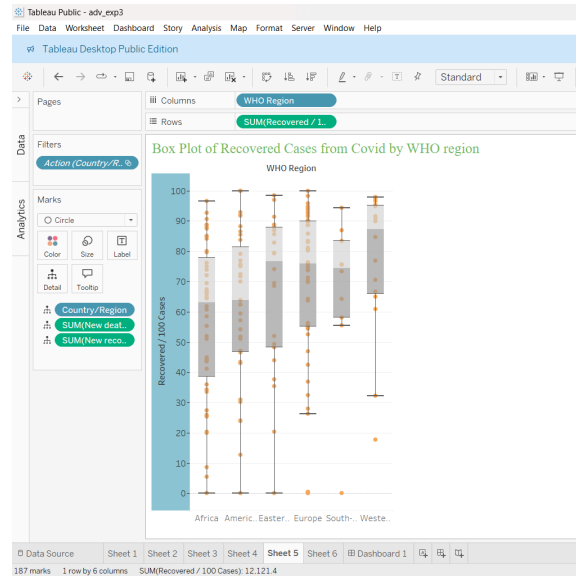 Tableau Public - adv_exp3
File Data Worksheet Dashboard Story Analysis Map Format Server Window Help
Tableau Desktop Public Edition
Standard
Pages
iii Columns
WHO Region
Rows
SUM(Recovered / 1..
Data
Analytics
Filters
Action (Country/R..
Marks
Circle
Color Size Label
Detail Tooltip
Country/Region
SUM(New deat..
SUM(New reco..
Box Plot of Recovered Cases from Covid by WHO region
WHO Region
Recovered / 100 Cases
100
90
80
70
60
50
40
30
20
10
0
Africa Americ.. Easter.. Europe South-.. Weste..
Data Source Sheet 1 Sheet 2 Sheet 3 Sheet 4 Sheet 5 Sheet 6 Dashboard 1
187 marks 1 row by 6 columns SUM(Recovered / 100 Cases): 12,121.4